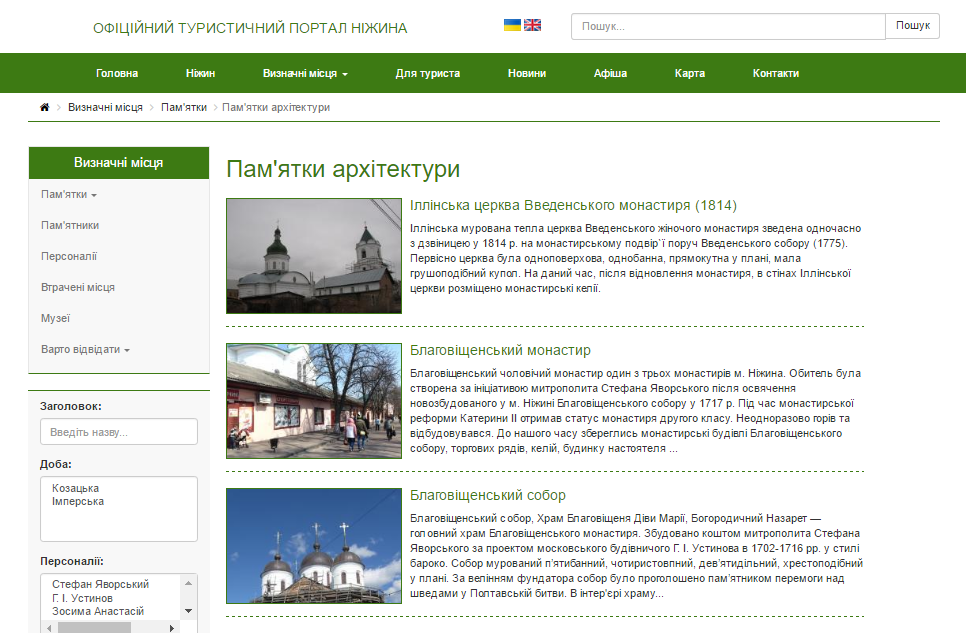 ОФІЦІЙНИЙ ТУРИСТИЧНИЙ ПОРТАЛ НІЖИНА
Пошук...
Пошук
Головна
Ніжин
Визначні місця
Для туриста
Новини
Афіша
Карта
Контакти
Визначні місця
Пам'ятки
Пам'ятки архітектури
Визначні місця
Пам'ятки
Пам'ятники
Персоналії
Втрачені місця
Музеї
Варто відвідати
Заголовок:
Введіть назву...
Доба:
Козацька
Імперська
Персоналії:
Стефан Яворський
Г. І. Устинов
Зосима Анастасій
Пам'ятки архітектури
Іллінська церква Введенського монастиря (1814)
Іллінська мурована тепла церква Введенського жіночого монастиря зведена одночасно
з дзвіницею у 1814 р. на монастирському подвір`ї поруч Введенського собору (1775).
Первісно церква була одноповерхова, однобанна, прямокутна у плані, мала
грушоподібний купол. На даний час, після відновлення монастиря, в стінах Іллінської
церкви розміщено монастирські келії.
Благовіщенський монастир
Благовіщенський чоловічий монастир один з трьох монастирів м. Ніжина. Обитель була
створена за ініціативою митрополита Стефана Яворського після освячення
новозбудованого у м. Ніжині Благовіщенського собору у 1717 р. Під час монастирської
реформи Катерини ІІ отримав статус монастиря другого класу. Неодноразово горів та
відбудовувався. До нашого часу збереглись монастирські будівлі Благовіщенського
собору, торгових рядів, келій, будинку настоятеля ...
Благовіщенський собор
Благовіщенський собор, Храм Благовіщеня Діви Марії, Богородичний Назарет —
головний храм Благовіщенського монастиря. Збудовано коштом митрополита Стефана
Яворського за проектом московського будівничого Г. І. Устинова в 1702-1716 рр. у стилі
бароко. Собор мурований п'ятибанний, чотиристовпний, дев'ятидільний, хрестоподібний
у плані. За велінням фундатора собор було проголошено пам'ятником перемоги над
шведами у Полтавській битви. В інтер'єрі храму...